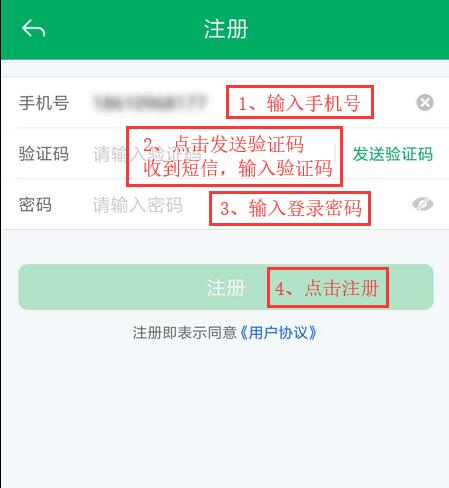 注册
手机号
1、输入手机号
验证码
2、点击发送验证码
收到短信，输入验证码
发送验证码
密码
请输入密码
3、输入登录密码
注册
4、点击注册
注册即表示同意《用户协议》